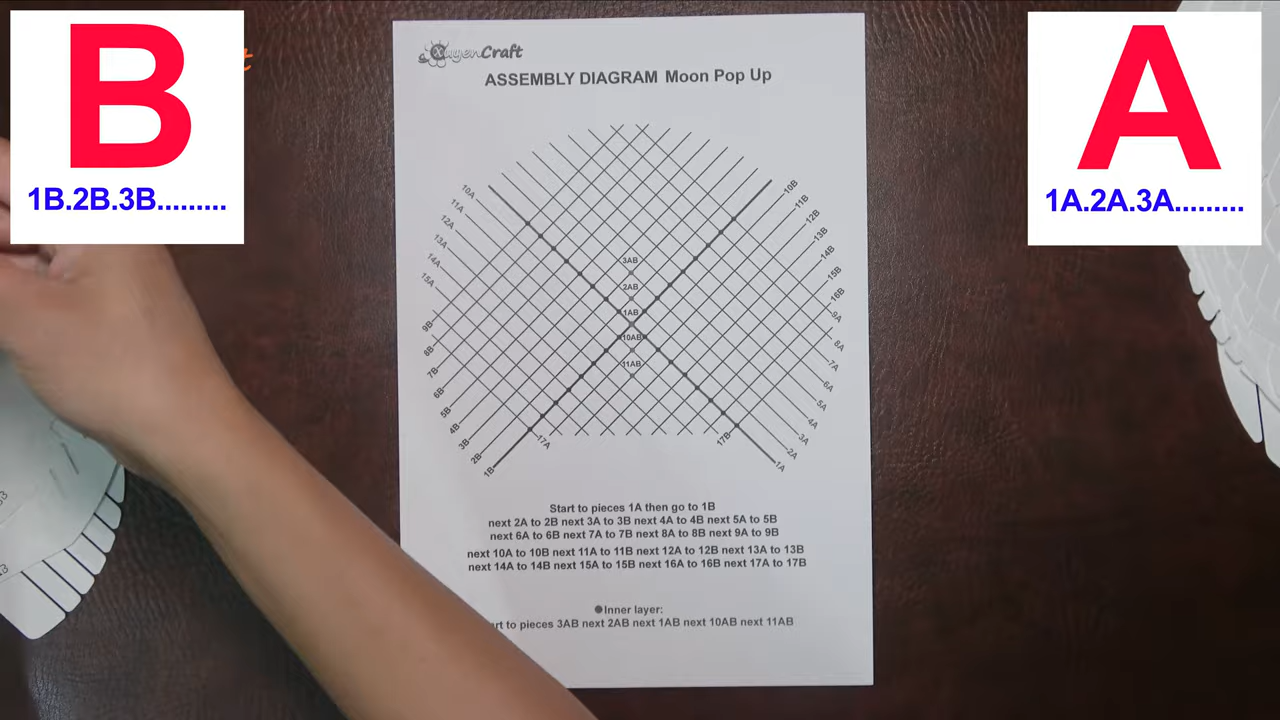 B
1B.2B.3B.........
A
1A.2A.3A.........
XuyenCraft
ASSEMBLY DIAGRAM Moon Pop Up
10A
11A
12A
13A
14A
15A
9B
8B
7B
6B
5B
4B
3B
2B
1B
10B
11B
12B
13B
14B
15B
16B
9A
8A
7A
6A
5A
4A
3A
2A
1A
3AB
2AB
1AB
10AB
11AB
17A
17B
Start to pieces 1A then go to 1B
next 2A to 2B next 3A to 3B next 4A to 4B next 5A to 5B
next 6A to 6B next 7A to 7B next 8A to 8B next 9A to 9B
next 10A to 10B next 11A to 11B next 12A to 12B next 13A to 13B
next 14A to 14B next 15A to 15B next 16A to 16B next 17A to 17B
●Inner layer:
to pieces 3AB next 2AB next 1AB next 10AB next 11AB